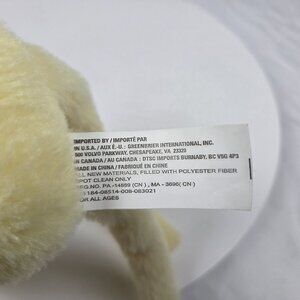 IMPORTED BY / IMPORTÉ PAR
IN U.S.A. / AUX É.-U.: GREENBRIER INTERNATIONAL, INC.
500 VOLVO PARKWAY, CHESAPEAKE, VA 23320
IN CANADA / AU CANADA : DTSC IMPORTS BURNABY, BC V5G 4P3
MADE IN CHINA / FABRIQUÉ EN CHINE
ALL NEW MATERIALS, FILLED WITH POLYESTER FIBER
SPOT CLEAN ONLY
REG.NO. PA -14899 (CN) , MA - 3696( CN )
184-08514-008-083021
FOR ALL AGES